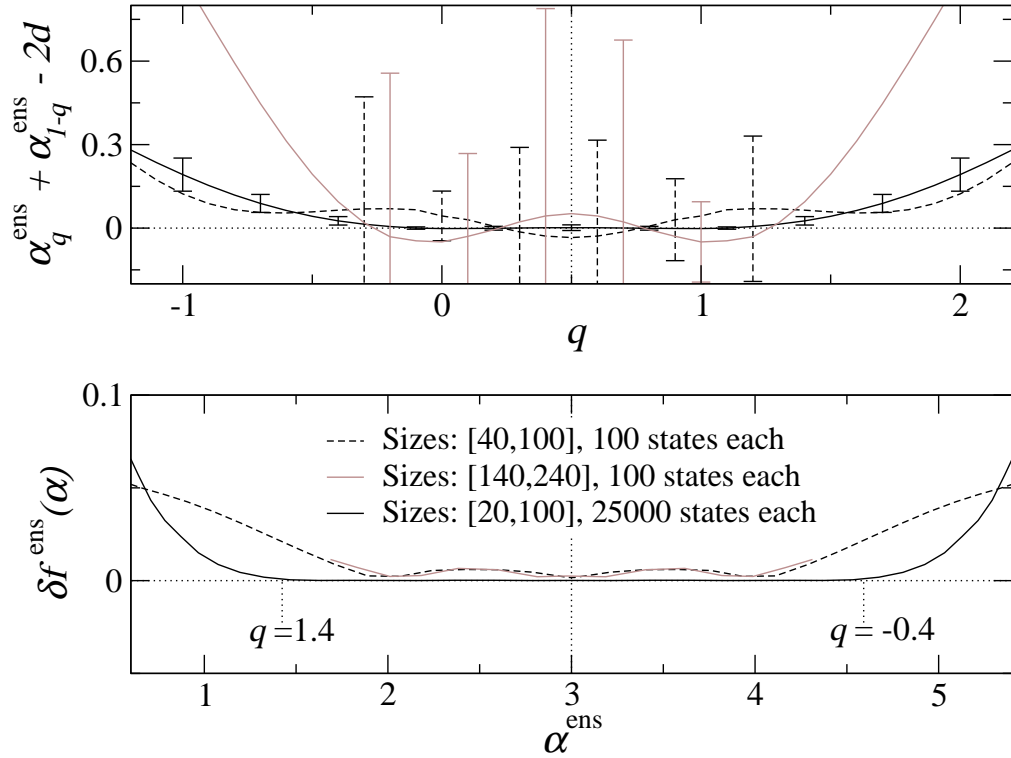 α_q^ens + α_{1-q}^ens - 2d
0.6
0.3
0
-1
0
1
2
q
δf^ens(α)
0.1
0
Sizes: [40,100], 100 states each
Sizes: [140,240], 100 states each
Sizes: [20,100], 25000 states each
q =1.4
q = -0.4
1
2
3
4
5
α^ens